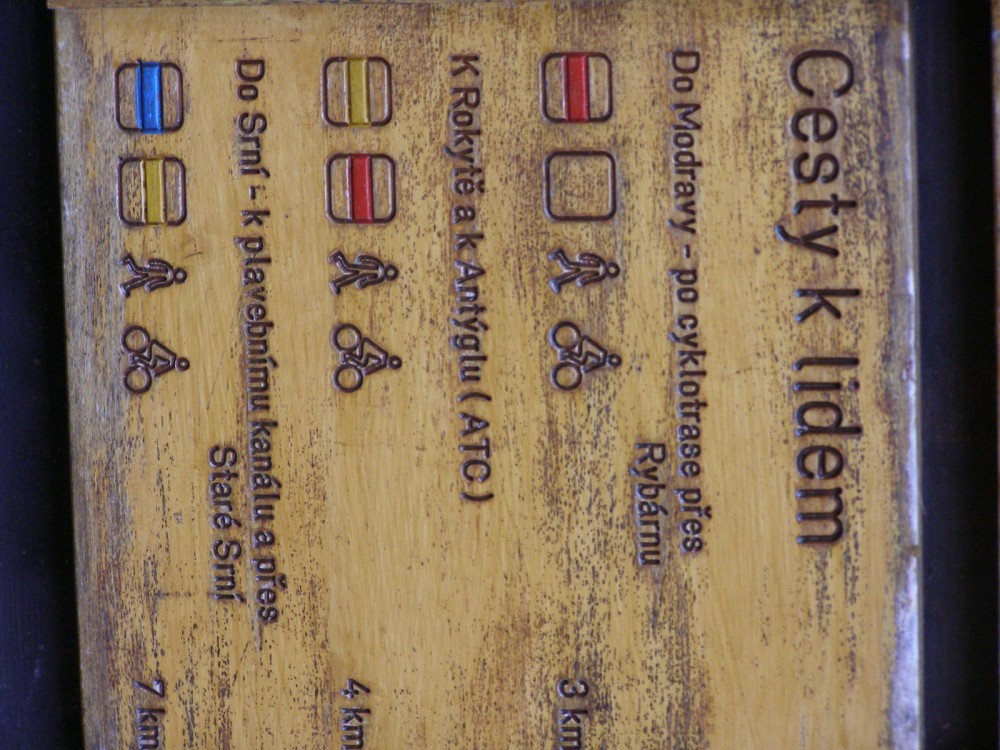 Cesty k lidem
Do Modravy - po cyklotrase přes
Rybárnu
3 km
K Rokytě a k Antýglu ( ATC )
4 km
Do Srní - k plavebnímu kanálu a přes
Staré Srní
7 km